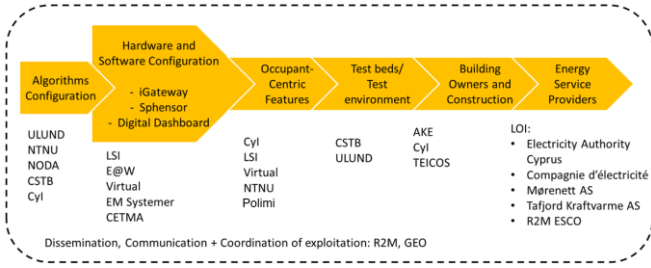 Algorithms
Configuration
Hardware and
Software Configuration
- iGateway
- Sphensor
- Digital Dashboard
Occupant-
Centric
Features
Test beds/
Test
environment
Building
Owners and
Construction
Energy
Service
Providers
ULUND
NTNU
NODA
CSTB
CyI
LSI
E@W
Virtual
EM Systemer
CETMA
CyI
LSI
Virtual
NTNU
Polimi
CSTB
ULUND
AKE
CyI
TEICOS
LOI:
• Electricity Authority
Cyprus
• Compagnie d’électricité
• Mørenett AS
• Tafjord Kraftvarme AS
• R2M ESCO
Dissemination, Communication + Coordination of exploitation: R2M, GEO